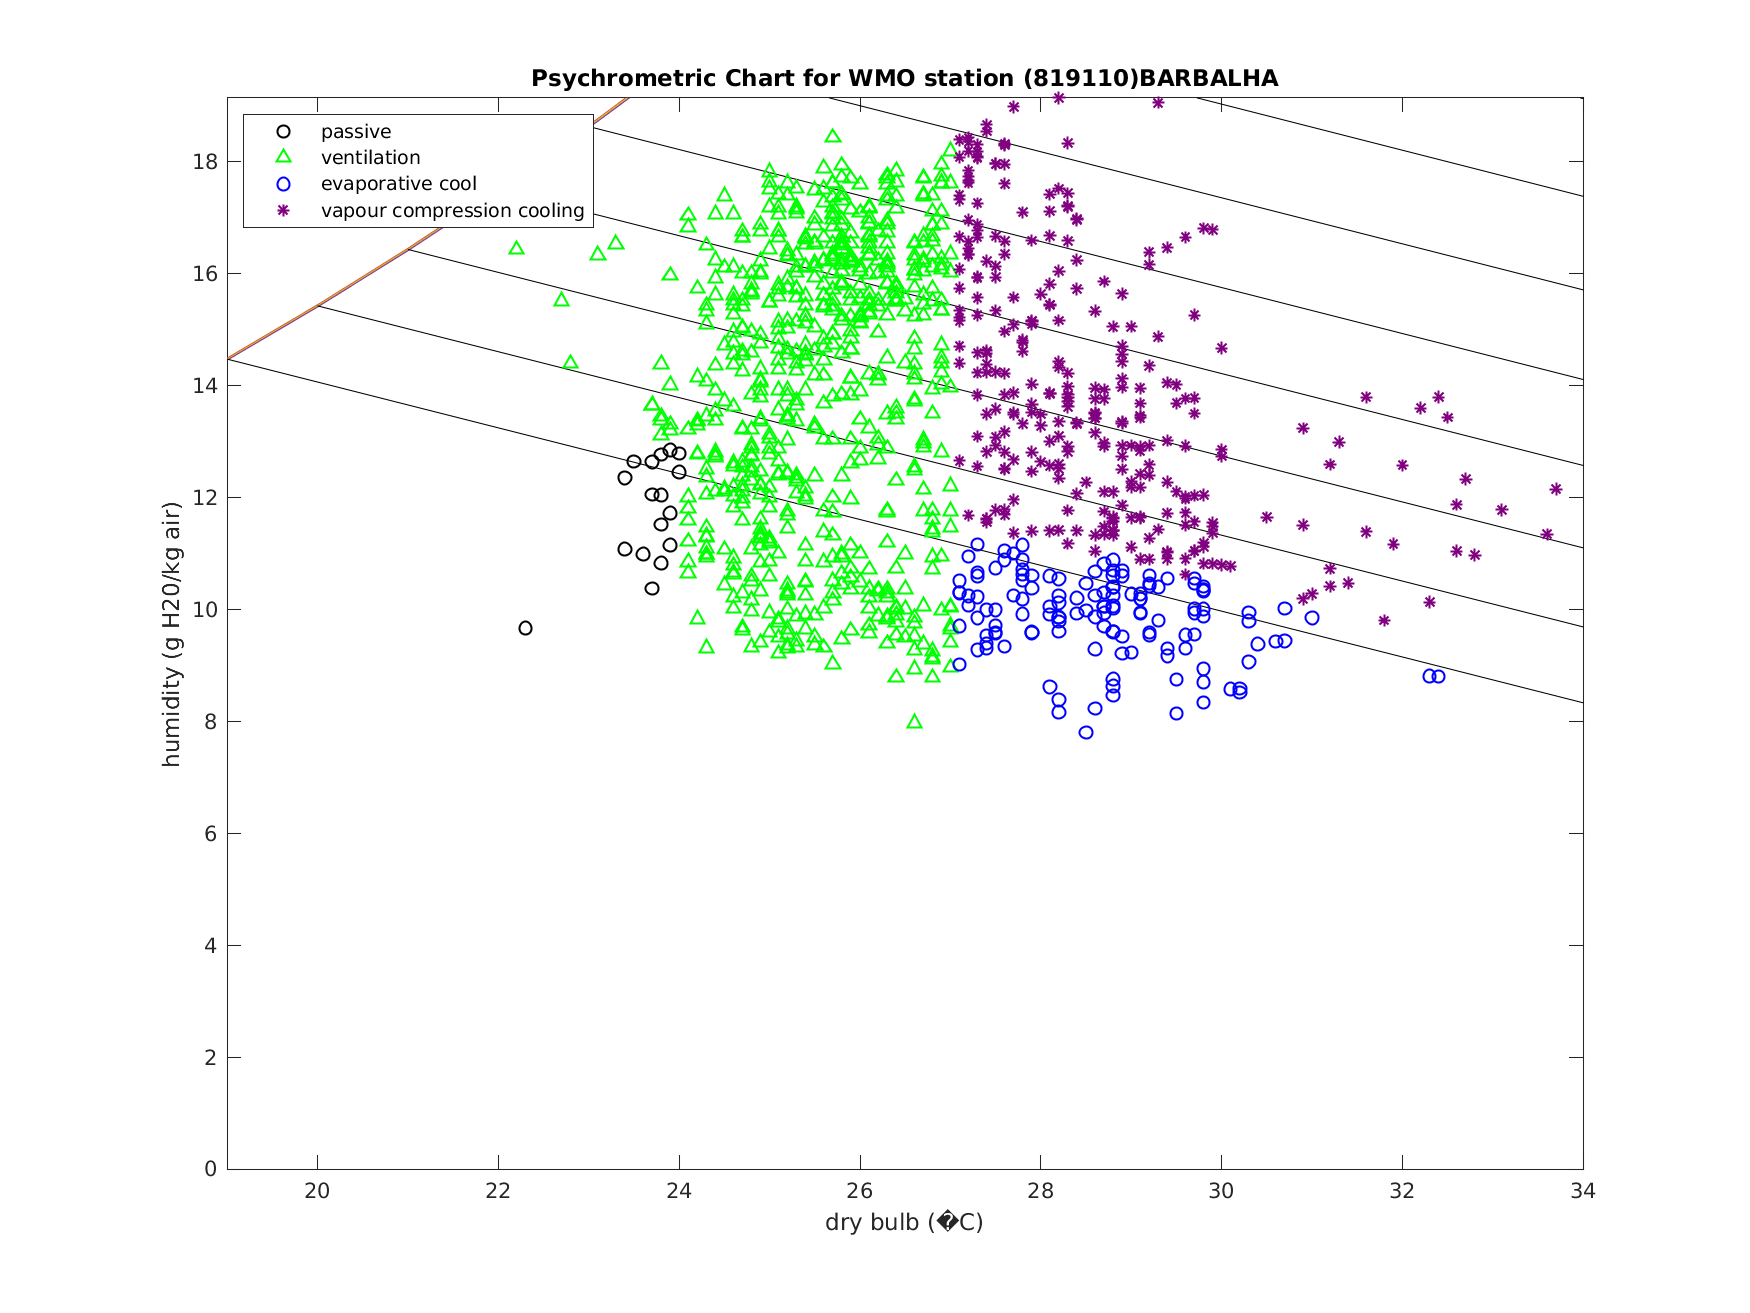 Psychrometric Chart for WMO station (819110)BARBALHA
passive
ventilation
evaporative cool
vapour compression cooling
humidity (g H20/kg air)
18
16
14
12
10
8
6
4
2
0
20 22 24 26 28 30 32 34
dry bulb (�C)